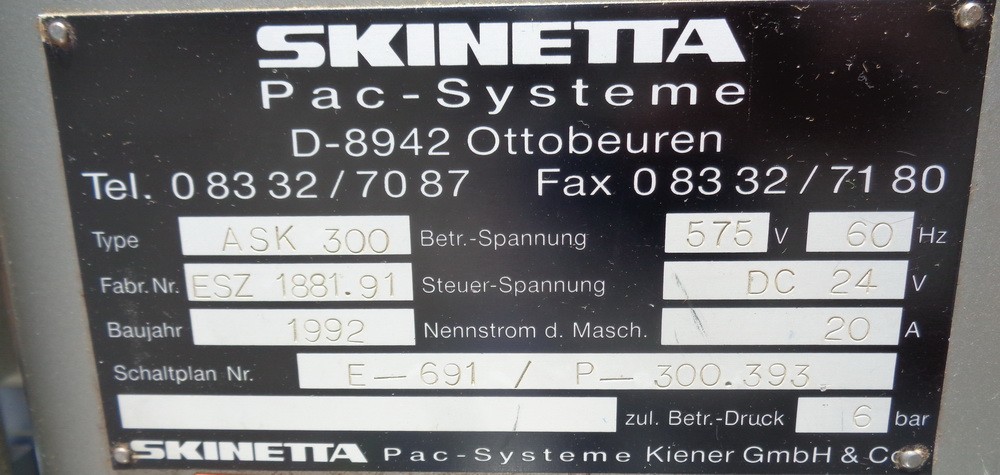 SKINETTA
Pac-Systeme
D-8942 Ottobeuren
Tel. 0 83 32 / 70 87 Fax 0 83 32 / 71 80
Type ASK 300 Betr.-Spannung 575 V 60 Hz
Fabr. Nr. ESZ 1881.91 Steuer-Spannung DC 24 V
Baujahr 1992 Nennstrom d. Masch. 20 A
Schaltplan Nr. E-691 / P-300.393
zul. Betr.-Druck 6 bar
SKINETTA Pac-Systeme Kiener GmbH & Co